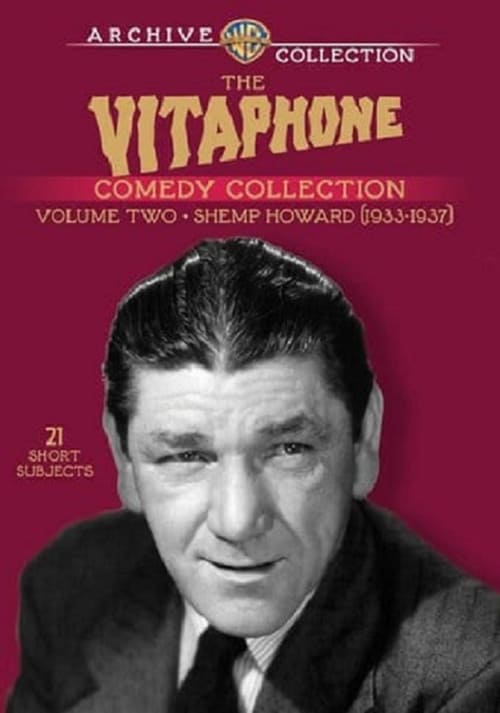 ARCHIVE WB COLLECTION
THE
VITAPHONE
COMEDY COLLECTION
VOLUME TWO • SHEMP HOWARD (1933-1937)
21
SHORT
SUBJECTS